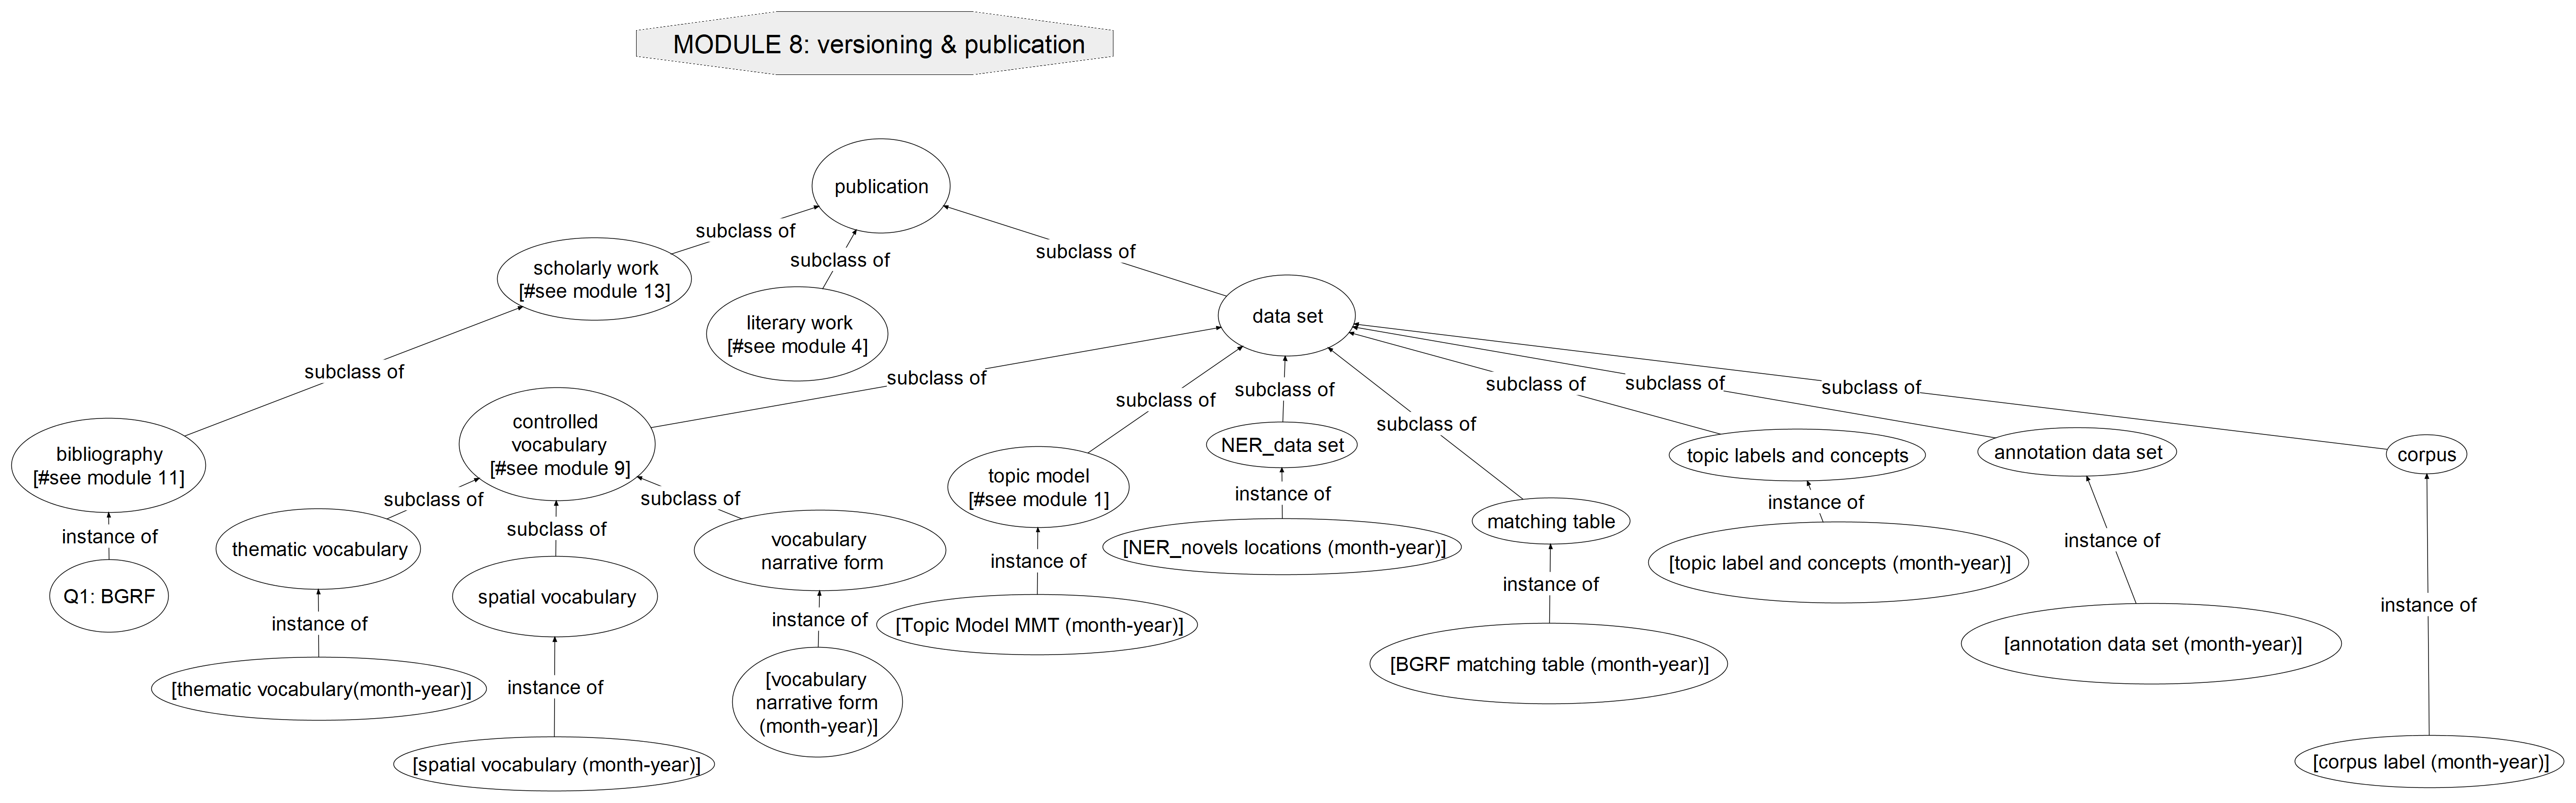 MODULE 8: versioning & publication
publication
subclass of
subclass of
subclass of
scholarly work
[#see module 13]
literary work
[#see module 4]
data set
subclass of
subclass of
subclass of
subclass of
subclass of
subclass of
subclass of
subclass of
bibliography
[#see module 11]
controlled
vocabulary
[#see module 9]
topic model
[#see module 1]
NER_data set
matching table
topic labels and concepts
annotation data set
corpus
instance of
subclass of
subclass of
subclass of
instance of
instance of
instance of
instance of
instance of
instance of
Q1: BGRF
thematic vocabulary
spatial vocabulary
vocabulary
narrative form
[NER_novels locations (month-year)]
[topic label and concepts (month-year)]
instance of
instance of
instance of
[Topic Model MMT (month-year)]
[BGRF matching table (month-year)]
[annotation data set (month-year)]
[thematic vocabulary(month-year)]
[spatial vocabulary (month-year)]
[vocabulary
narrative form
(month-year)]
[corpus label (month-year)]